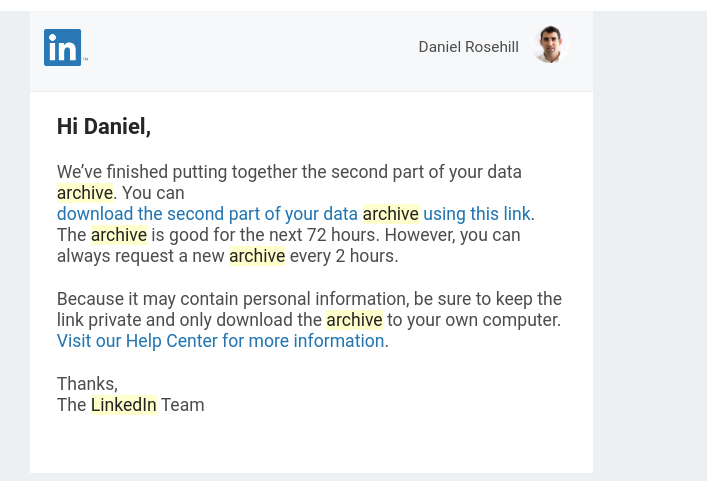 in
Daniel Rosehill
Hi Daniel,
We’ve finished putting together the second part of your data
archive. You can
download the second part of your data archive using this link.
The archive is good for the next 72 hours. However, you can
always request a new archive every 2 hours.
Because it may contain personal information, be sure to keep the
link private and only download the archive to your own computer.
Visit our Help Center for more information.
Thanks,
The LinkedIn Team